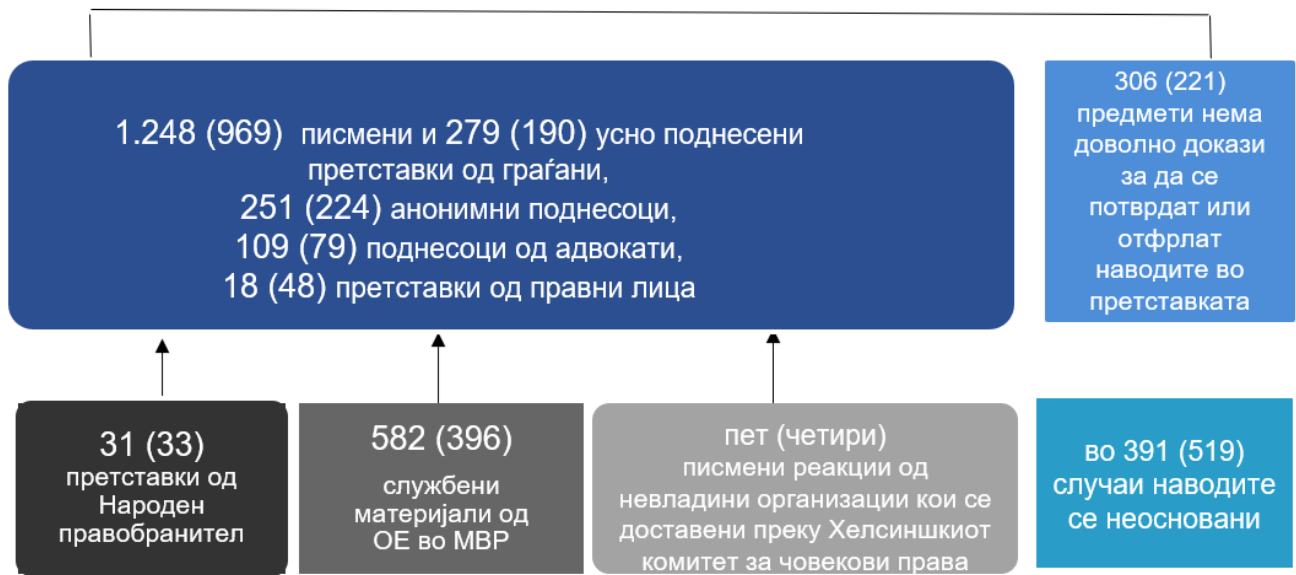 1.248 (969) писмени и 279 (190) усно поднесени
претставки од граѓани,
251 (224) анонимни поднесоци,
109 (79) поднесоци од адвокати,
18 (48) претставки од правни лица
306 (221)
предмети нема
доволно докази
за да се
потврдат или
отфрлат
наводите во
претставката
31 (33)
претставки од
Народен
правобранител
582 (396)
службени
материјали од
ОЕ во МВР
пет (четири)
писмени реакции од
невладини организации кои се
доставени преку Хелсиншкиот
комитет за човекови права
во 391 (519)
случаи наводите
се неосновани